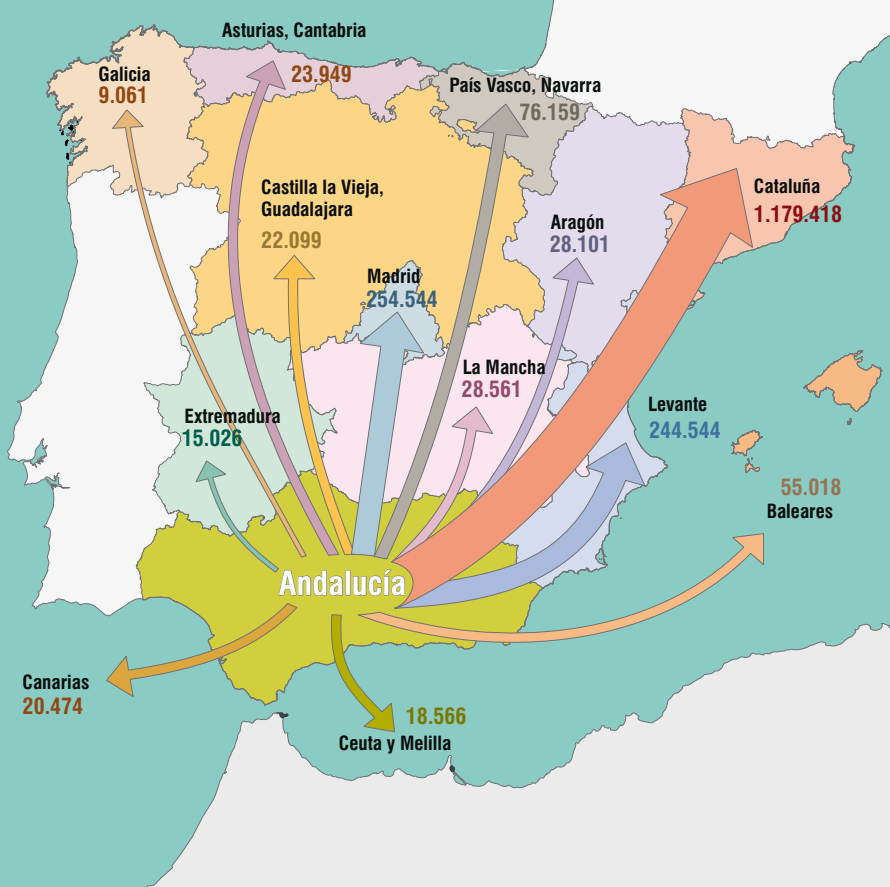 Asturias, Cantabria
23.949
Galicia
9.061
País Vasco, Navarra
76.159
Castilla la Vieja,
Guadalajara
22.099
Cataluña
1.179.418
Aragón
28.101
Madrid
254.544
La Mancha
28.561
Extremadura
15.026
Levante
244.544
55.018
Baleares
Andalucía
Canarias
20.474
18.566
Ceuta y Melilla